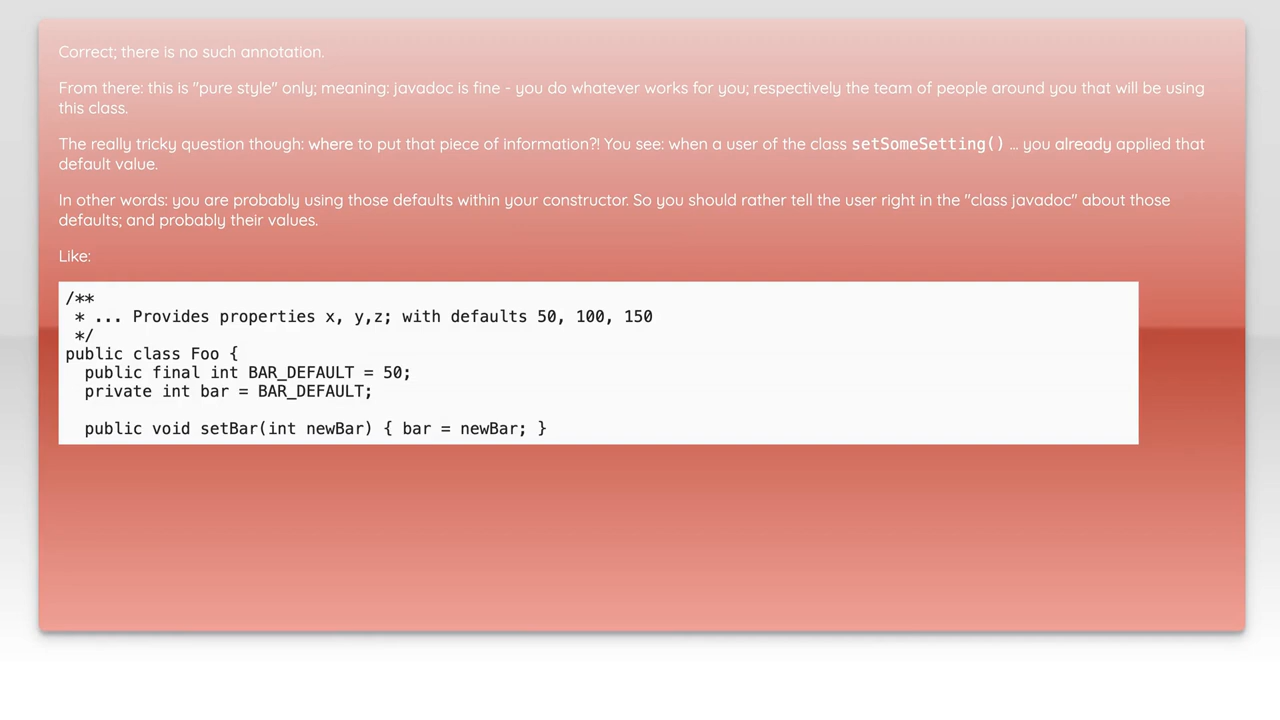 Correct; there is no such annotation.
From there: this is "pure style" only; meaning: javadoc is fine - you do whatever works for you; respectively the team of people around you that will be using
this class.
The really tricky question though: where to put that piece of information?! You see: when a user of the class setSomeSetting() ... you already applied that
default value.
In other words: you are probably using those defaults within your constructor. So you should rather tell the user right in the "class javadoc" about those
defaults; and probably their values.
Like:
/**
 * ... Provides properties x, y,z; with defaults 50, 100, 150
 */
public class Foo {
  public final int BAR_DEFAULT = 50;
  private int bar = BAR_DEFAULT;
  public void setBar(int newBar) { bar = newBar; }